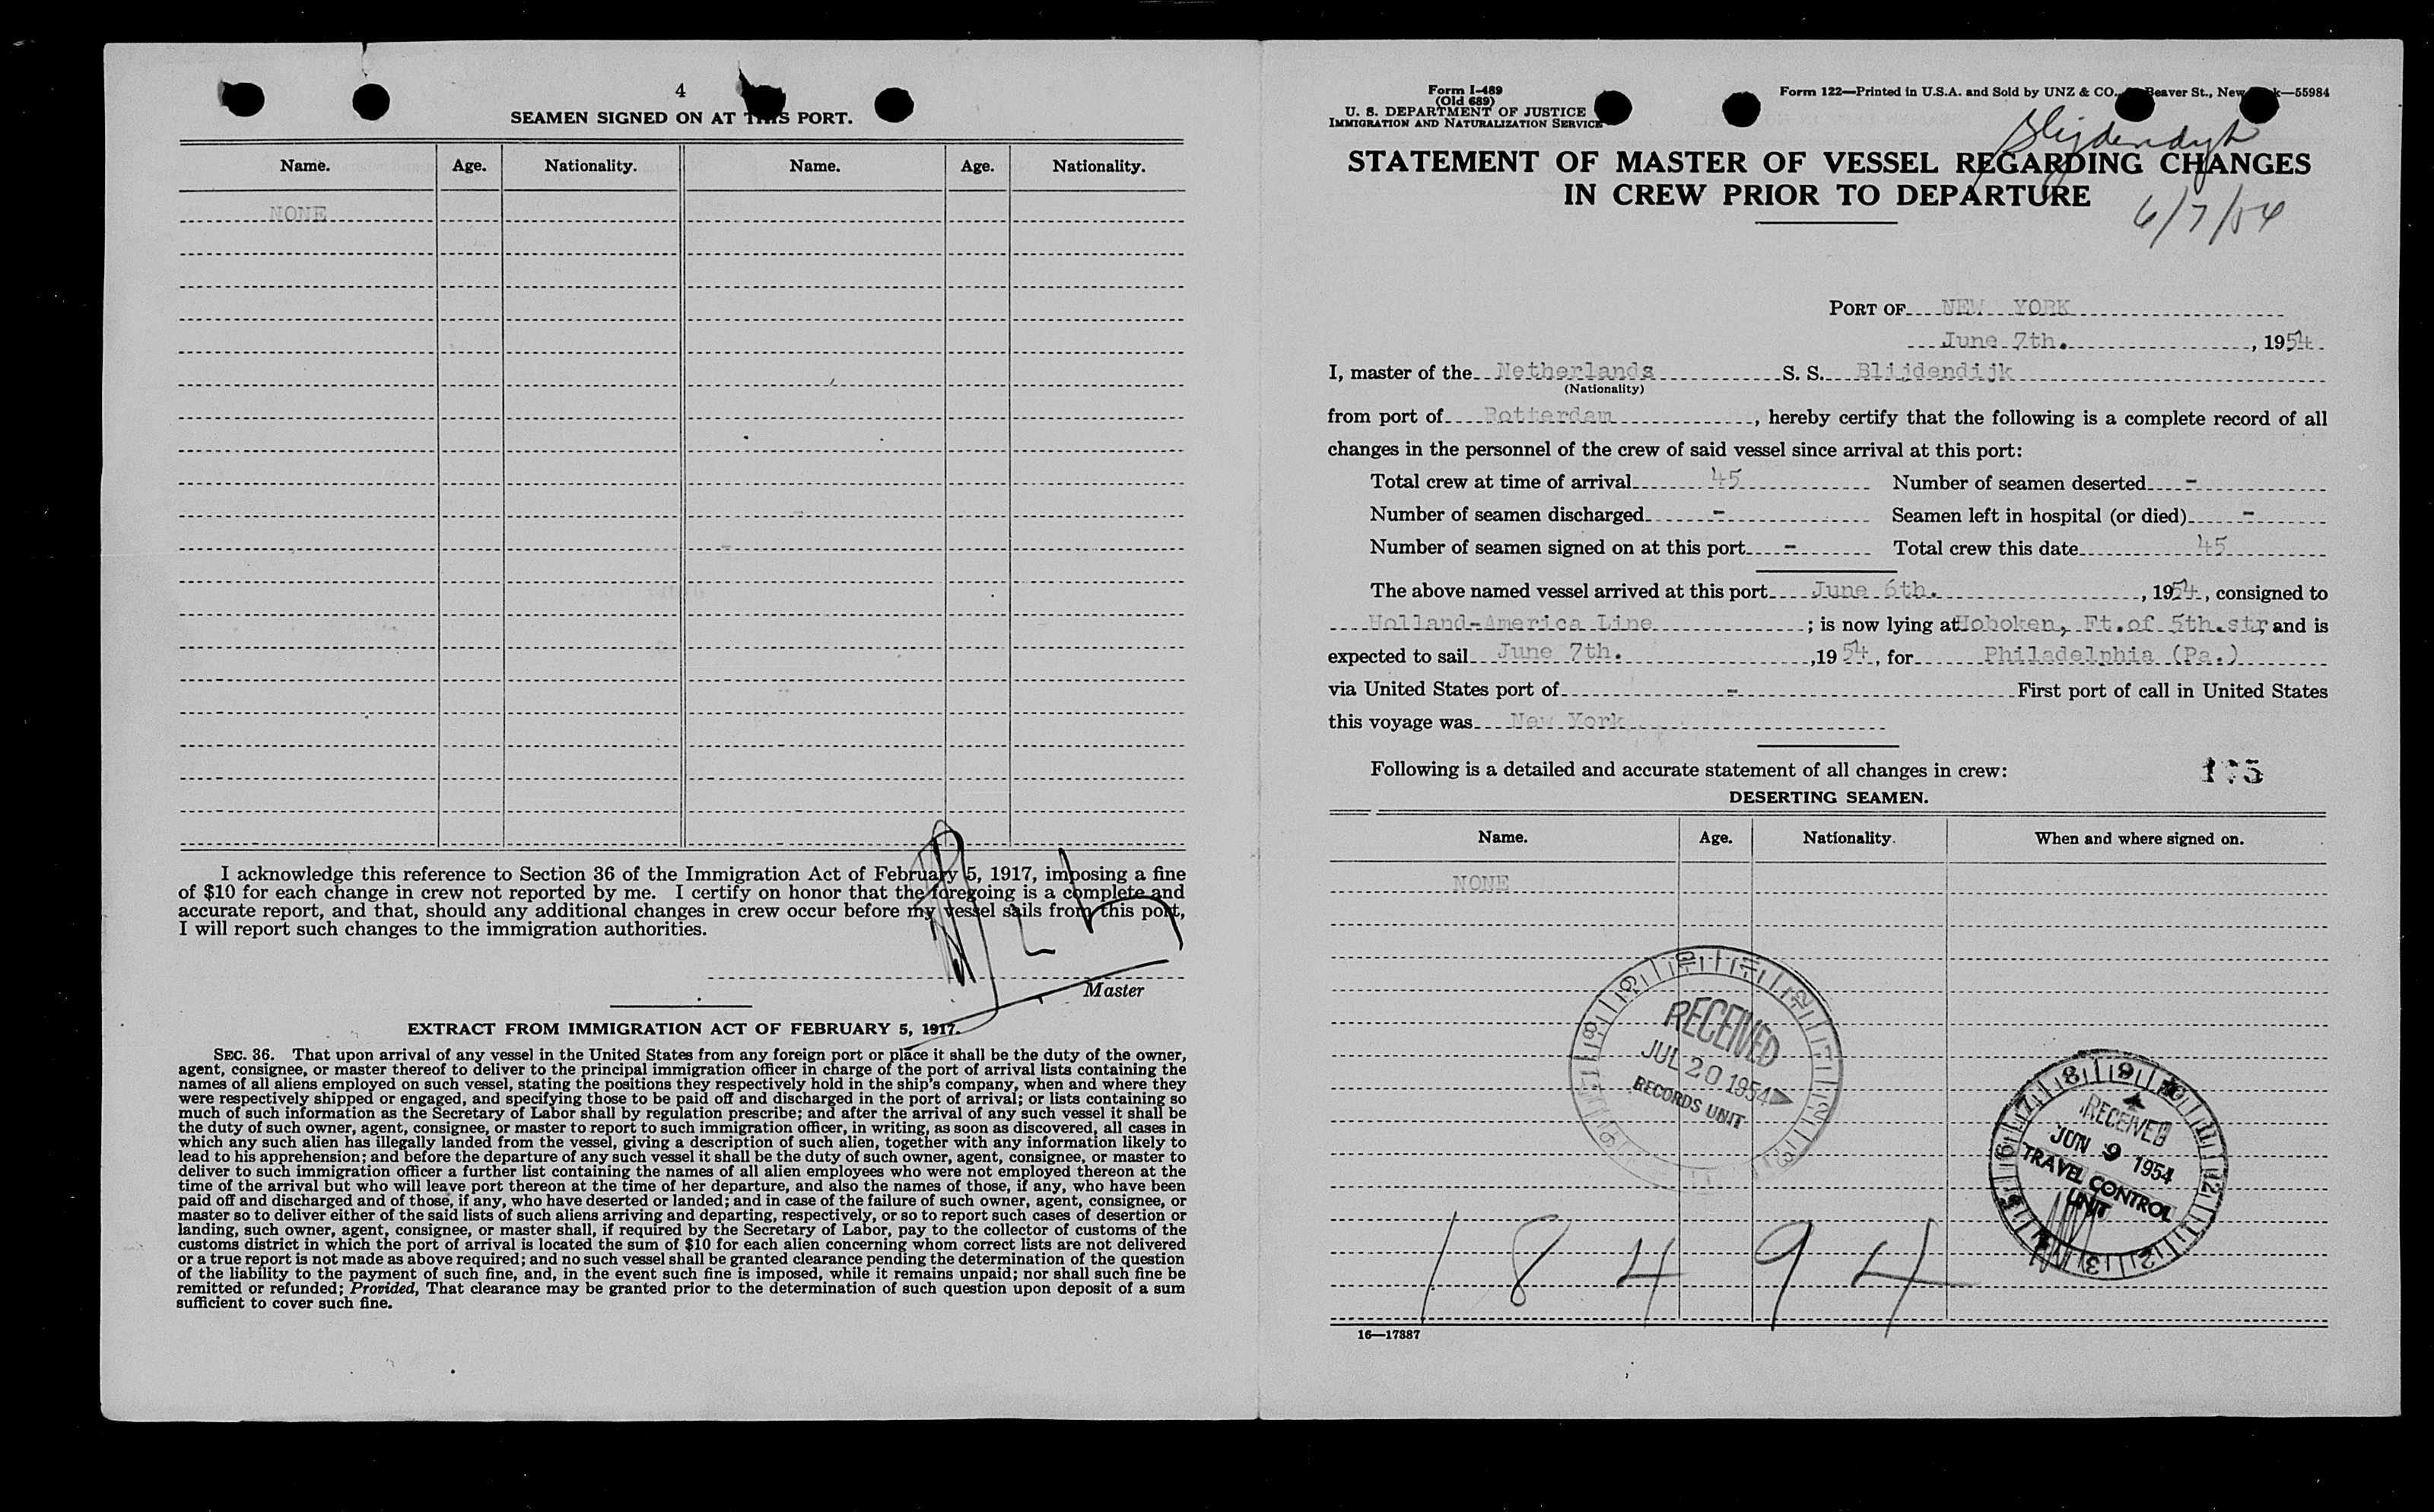 4
SEAMEN SIGNED ON AT THIS PORT.
Name. Age. Nationality. Name. Age. Nationality.
NONE
I acknowledge this reference to Section 36 of the Immigration Act of February 5, 1917, imposing a fine
of $10 for each change in crew not reported by me. I certify on honor that the foregoing is a complete and
accurate report, and that, should any additional changes in crew occur before my vessel sails from this port,
I will report such changes to the immigration authorities.
Master
EXTRACT FROM IMMIGRATION ACT OF FEBRUARY 5, 1917.
SEC. 36. That upon arrival of any vessel in the United States from any foreign port or place it shall be the duty of the owner,
agent, consignee, or master thereof to deliver to the principal immigration officer in charge of the port of arrival lists containing the
names of all aliens employed on such vessel, stating the positions they respectively hold in the ship's company, when and where they
were respectively shipped or engaged, and specifying those to be paid off and discharged in the port of arrival; or lists containing so
much of such information as the Secretary of Labor shall by regulation prescribe; and after the arrival of any such vessel it shall be
the duty of such owner, agent, consignee, or master to report to such immigration officer, in writing, as soon as discovered, all cases in
which any such alien has illegally landed from the vessel, giving a description of such alien, together with any information likely to
lead to his apprehension; and before the departure of any such vessel it shall be the duty of such owner, agent, consignee, or master to
deliver to such immigration officer a further list containing the names of all alien employees who were not employed thereon at the
time of the arrival but who will leave port thereon at the time of her departure, and also the names of those, if any, who have been
paid off and discharged and of those, if any, who have deserted or landed; and in case of the failure of such owner, agent, consignee, or
master so to deliver either of the said lists of such aliens arriving and departing, respectively, or so to report such cases of desertion or
landing, such owner, agent, consignee, or master shall, if required by the Secretary of Labor, pay to the collector of customs of the
customs district in which the port of arrival is located the sum of $10 for each alien concerning whom correct lists are not delivered
or a true report is not made as above required; and no such vessel shall be granted clearance pending the determination of the question
of the liability to the payment of such fine, and, in the event such fine is imposed, while it remains unpaid; nor shall such fine be
remitted or refunded; Provided, That clearance may be granted prior to the determination of such question upon deposit of a sum
sufficient to cover such fine.
Form I-489
(Old 689)
U. S. DEPARTMENT OF JUSTICE
IMMIGRATION AND NATURALIZATION SERVICE
Form 122—Printed in U.S.A. and Sold by UNZ & CO., Beaver St., New —55984
Blijdendyk
STATEMENT OF MASTER OF VESSEL REGARDING CHANGES
IN CREW PRIOR TO DEPARTURE
6/7/54
PORT OF NEW YORK
June 7th. , 1954
I, master of the Netherlands S. S. Blijdendijk
(Nationality)
from port of Rotterdam , hereby certify that the following is a complete record of all
changes in the personnel of the crew of said vessel since arrival at this port:
Total crew at time of arrival 45 Number of seamen deserted -
Number of seamen discharged - Seamen left in hospital (or died) -
Number of seamen signed on at this port - Total crew this date 45
The above named vessel arrived at this port June 6th. , 1954 , consigned to
Holland-America Line ; is now lying at Hoboken, Ft.of 5th.str, and is
expected to sail June 7th. , 1954 , for Philadelphia (Pa.)
via United States port of - First port of call in United States
this voyage was New York
Following is a detailed and accurate statement of all changes in crew:
DESERTING SEAMEN.
Name. Age. Nationality. When and where signed on.
NONE
RECEIVED
JUL 20 1954
RECORDS UNIT
RECEIVED
JUN 9 1954
TRAVEL CONTROL
UNIT
18494
16—17887